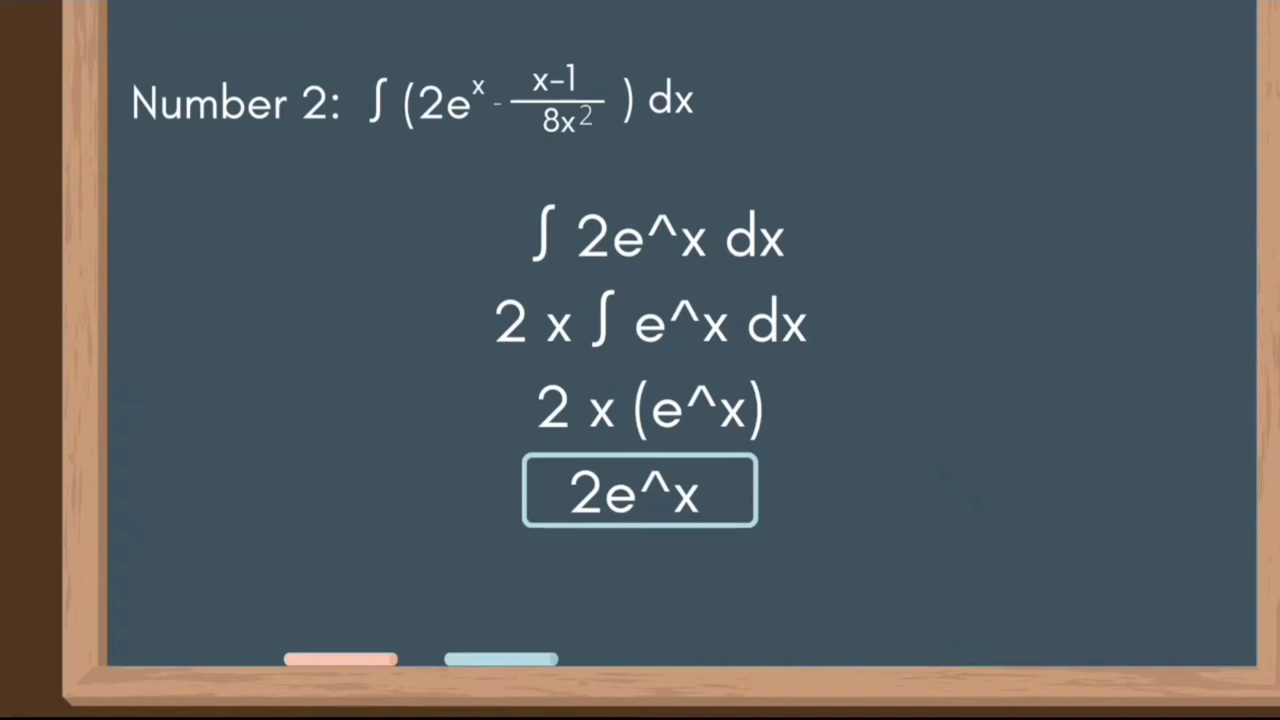 Number 2: ∫ (2eˣ - x-1/8x²) dx
∫ 2e^x dx
2 x ∫ e^x dx
2 x (e^x)
2e^x